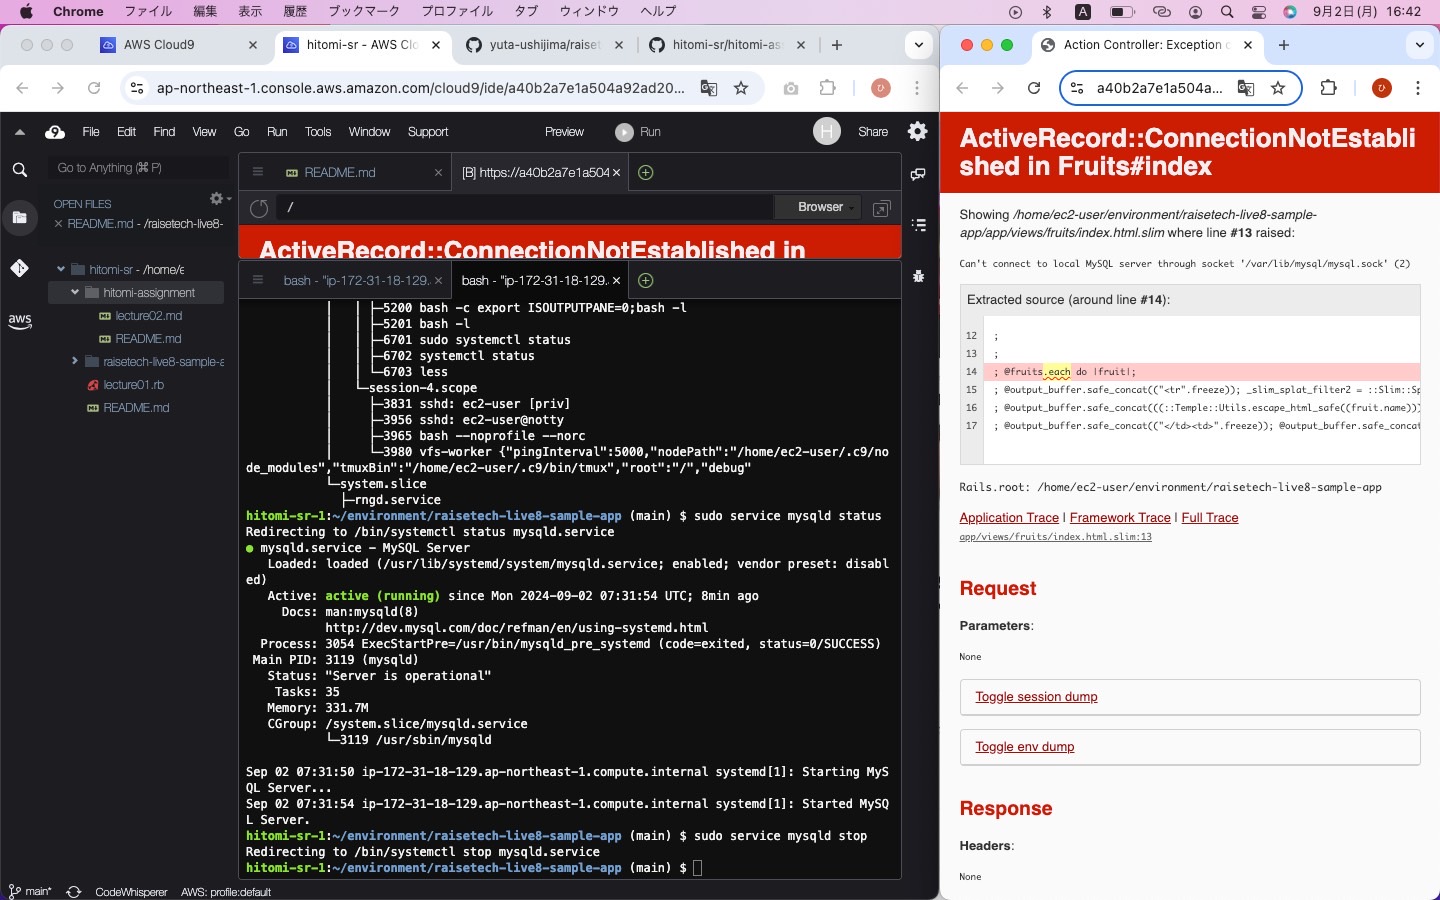 Chrome ファイル 編集 表示 履歴 ブックマーク プロファイル タブ ウィンドウ ヘルプ A 9月2日(月) 16:42
AWS Cloud9
hitomi-sr - AWS Clo
yuta-ushijima/raiset
hitomi-sr/hitomi-as
ap-northeast-1.console.aws.amazon.com/cloud9/ide/a40b2a7e1a504a92ad20...
ひ
9 File Edit Find View Go Run Tools Window Support Preview Run H Share
Go to Anything (⌘ P)
OPEN FILES
README.md - /raisetech-live8-
hitomi-sr - /home/e
hitomi-assignment
lecture02.md
README.md
raisetech-live8-sample-a
lecture01.rb
README.md
aws
README.md
[B] https://a40b2a7e1a504
/
Browser
ActiveRecord::ConnectionNotEstablished in
bash - "ip-172-31-18-129.
bash - "ip-172-31-18-129.
├─5200 bash -c export ISOUTPUTPANE=0;bash -l
├─5201 bash -l
├─6701 sudo systemctl status
├─6702 systemctl status
└─6703 less
└─session-4.scope
├─3831 sshd: ec2-user [priv]
├─3956 sshd: ec2-user@notty
├─3965 bash --noprofile --norc
└─3980 vfs-worker {"pingInterval":5000,"nodePath":"/home/ec2-user/.c9/no
de_modules","tmuxBin":"/home/ec2-user/.c9/bin/tmux","root":"/","debug"
└─system.slice
├─rngd.service
hitomi-sr-1:~/environment/raisetech-live8-sample-app (main) $ sudo service mysqld status
Redirecting to /bin/systemctl status mysqld.service
● mysqld.service - MySQL Server
Loaded: loaded (/usr/lib/systemd/system/mysqld.service; enabled; vendor preset: disabl
ed)
Active: active (running) since Mon 2024-09-02 07:31:54 UTC; 8min ago
Docs: man:mysqld(8)
http://dev.mysql.com/doc/refman/en/using-systemd.html
Process: 3054 ExecStartPre=/usr/bin/mysqld_pre_systemd (code=exited, status=0/SUCCESS)
Main PID: 3119 (mysqld)
Status: "Server is operational"
Tasks: 35
Memory: 331.7M
CGroup: /system.slice/mysqld.service
└─3119 /usr/sbin/mysqld
Sep 02 07:31:50 ip-172-31-18-129.ap-northeast-1.compute.internal systemd[1]: Starting MyS
QL Server...
Sep 02 07:31:54 ip-172-31-18-129.ap-northeast-1.compute.internal systemd[1]: Started MySQ
L Server.
hitomi-sr-1:~/environment/raisetech-live8-sample-app (main) $ sudo service mysqld stop
Redirecting to /bin/systemctl stop mysqld.service
hitomi-sr-1:~/environment/raisetech-live8-sample-app (main) $
main* CodeWhisperer AWS: profile:default
Action Controller: Exception c
a40b2a7e1a504a...
ひ
ActiveRecord::ConnectionNotEstabli
shed in Fruits#index
Showing /home/ec2-user/environment/raisetech-live8-sample-
app/app/views/fruits/index.html.slim where line #13 raised:
Can't connect to local MySQL server through socket '/var/lib/mysql/mysql.sock' (2)
Extracted source (around line #14):
12 ;
13 ;
14 ; @fruits.each do |fruit|;
15 ; @output_buffer.safe_concat(("<tr".freeze)); _slim_splat_filter2 = ::Slim::Sp
16 ; @output_buffer.safe_concat(((::Temple::Utils.escape_html_safe((fruit.name)))
17 ; @output_buffer.safe_concat(("</td><td>".freeze)); @output_buffer.safe_concat
Rails.root: /home/ec2-user/environment/raisetech-live8-sample-app
Application Trace | Framework Trace | Full Trace
app/views/fruits/index.html.slim:13
Request
Parameters:
None
Toggle session dump
Toggle env dump
Response
Headers:
None